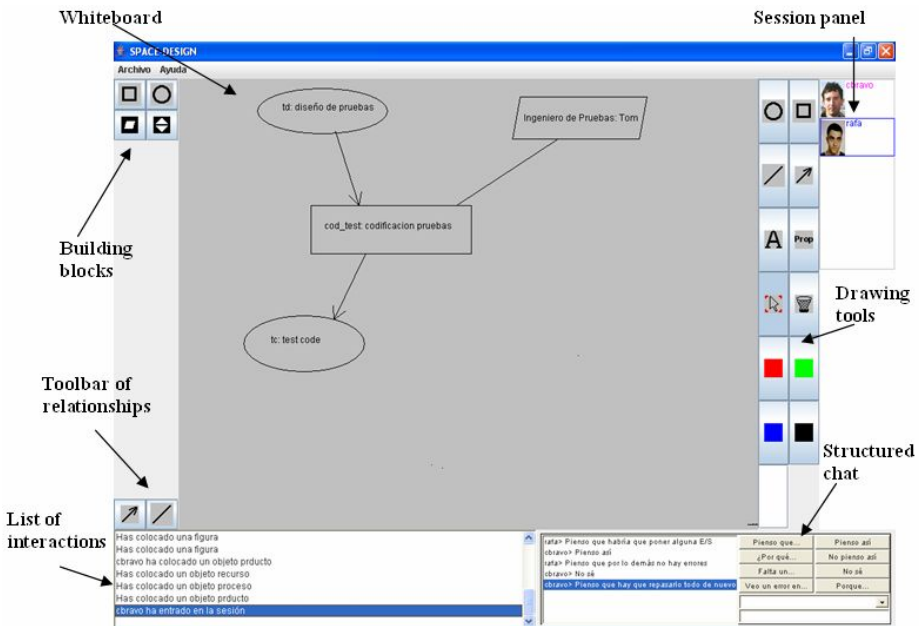 Whiteboard
Session panel
SPACE-DESIGN
Archivo Ayuda
cbravo
rafa
td: diseño de pruebas
Ingeniero de Pruebas: Tom
cod_test: codificacion pruebas
tc: test code
A
Prop
Building
blocks
Drawing
tools
Toolbar of
relationships
Structured
chat
List of
interactions
Has colocado una figura
Has colocado una figura
cbravo ha colocado un objeto prducto
Has colocado un objeto recurso
Has colocado un objeto proceso
Has colocado un objeto prducto
cbravo ha entrado en la sesión
rafa> Pienso que habría que poner alguna E/S
cbravo> Pienso así
rafa> Pienso que por lo demás no hay errores
cbravo> No sé
cbravo> Pienso que hay que repasarlo todo de nuevo
Pienso que... Pienso así
¿Por qué... No pienso así
Falta un... No sé
Veo un error en... Porque...